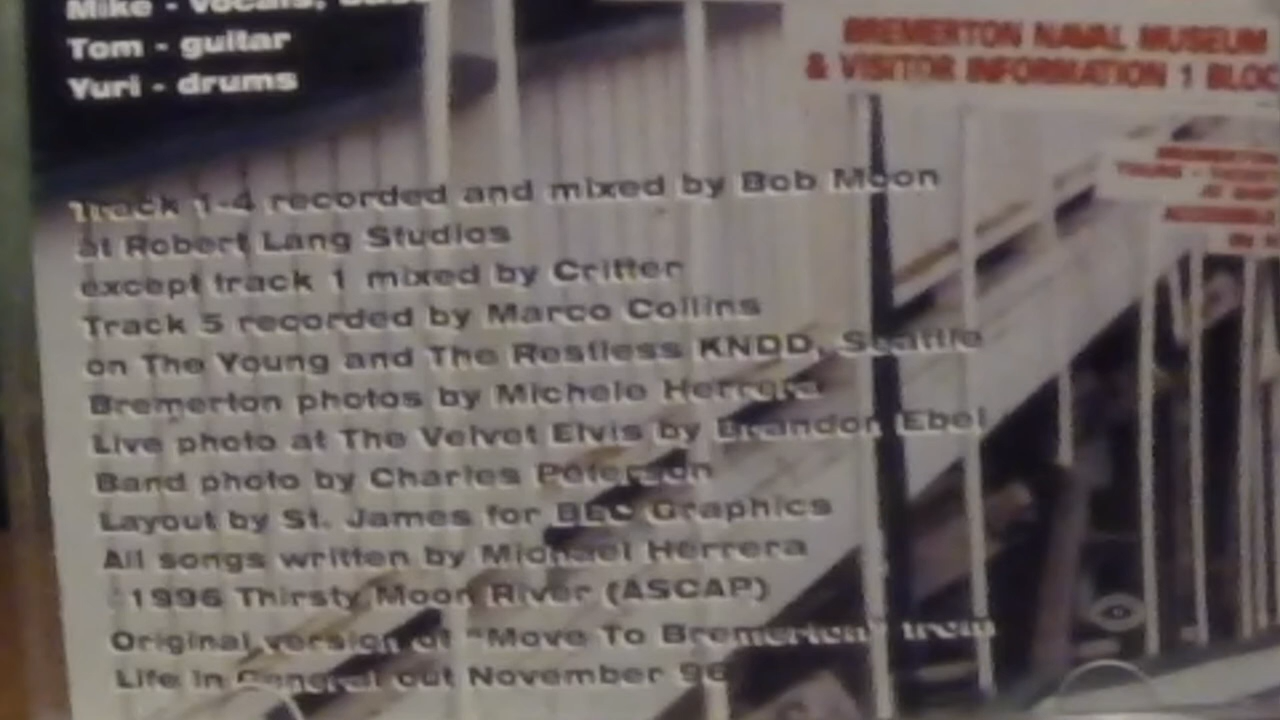 Mike - vocals,
Tom - guitar
Yuri - drums
BREMERTON NAVAL MUSEUM
& VISITOR INFORMATION 1 BLOC
Track 1-4 recorded and mixed by Bob Moon
at Robert Lang Studios
except track 1 mixed by Critter
Track 5 recorded by Marco Collins
on The Young and The Restless KNDD, Seattle
Bremerton photos by Michele Herrera
Live photo at The Velvet Elvis by Brandon Ebel
Band photo by Charles Peterson
Layout by St. James for BEC Graphics
All songs written by Michael Herrera
1996 Thirsty Moon River (ASCAP)
Original version of "Move To Bremerton" from
Life In General out November 96